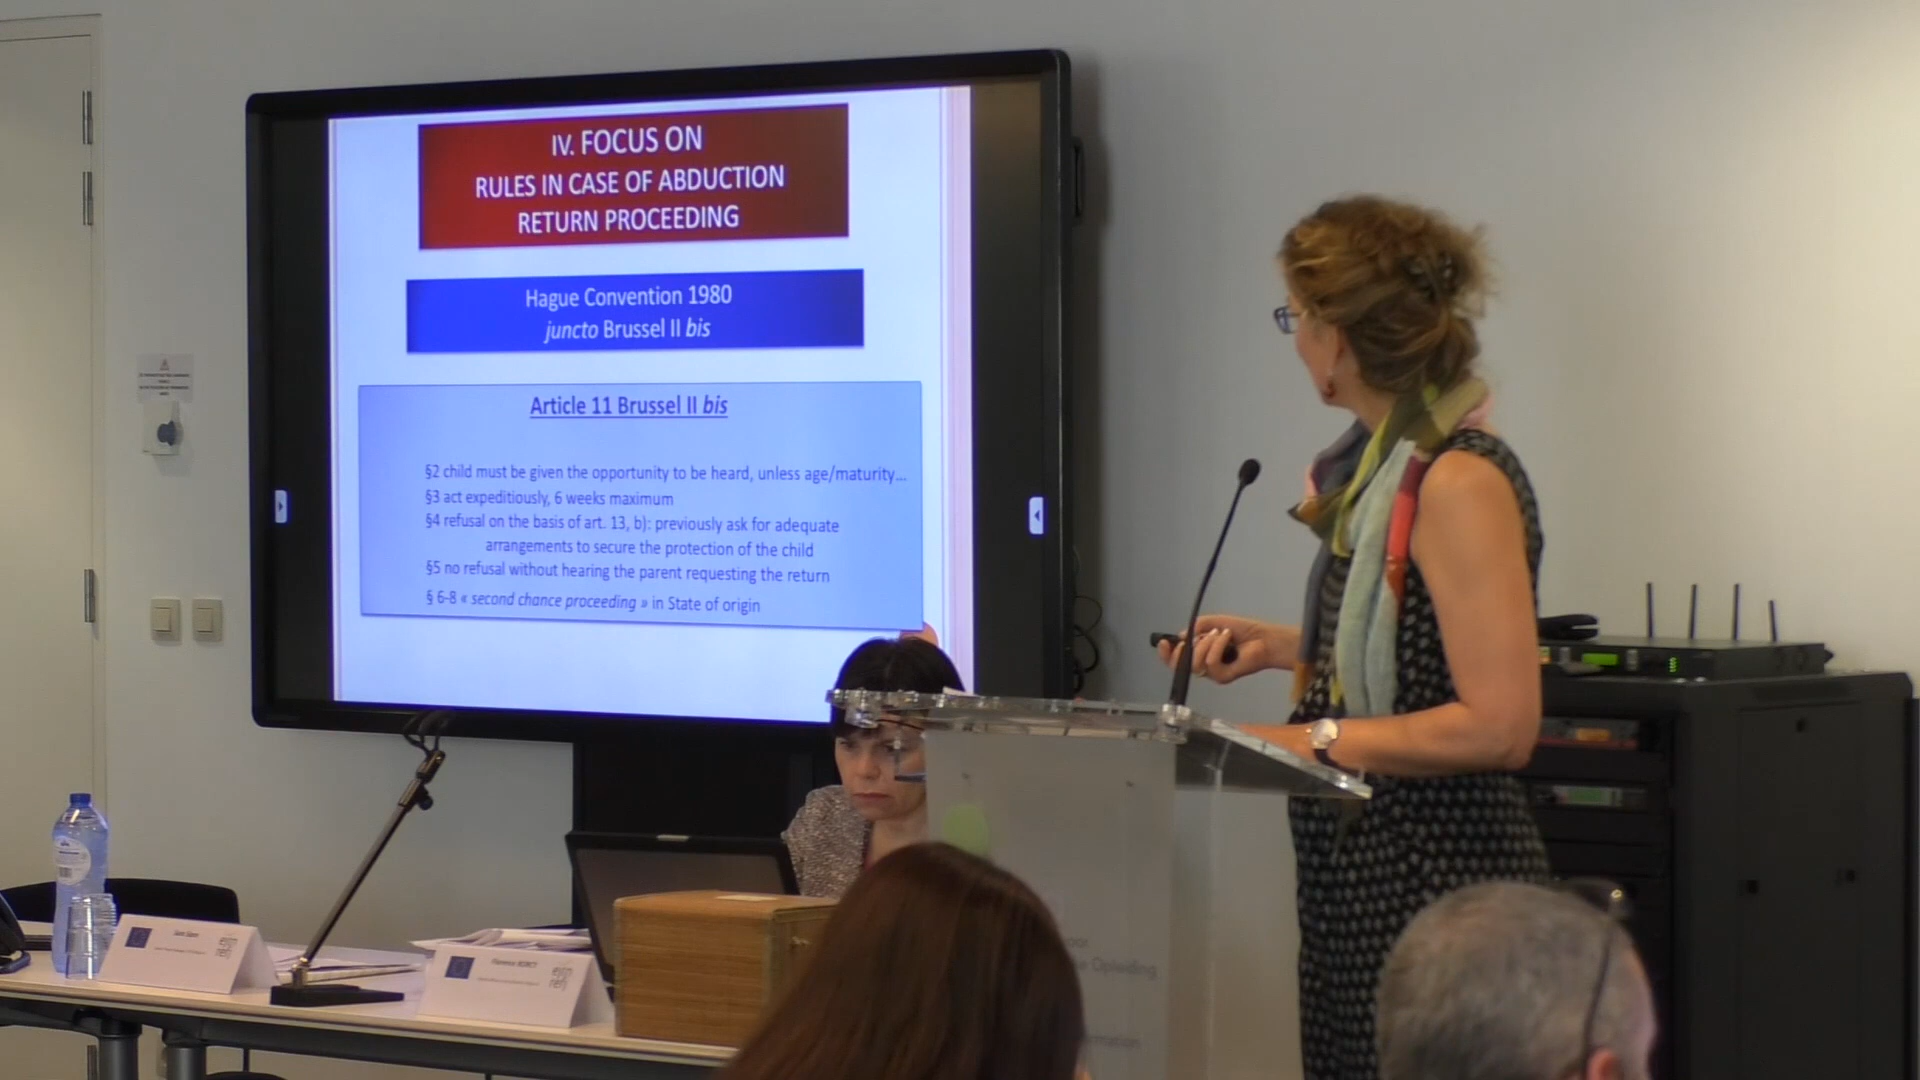 IV. FOCUS ON
RULES IN CASE OF ABDUCTION
RETURN PROCEEDING
Hague Convention 1980
juncto Brussel II bis
Article 11 Brussel II bis
§2 child must be given the opportunity to be heard, unless age/maturity...
§3 act expeditiously, 6 weeks maximum
§4 refusal on the basis of art. 13, b): previously ask for adequate
arrangements to secure the protection of the child
§5 no refusal without hearing the parent requesting the return
§ 6-8 « second chance proceeding » in State of origin
Opleiding